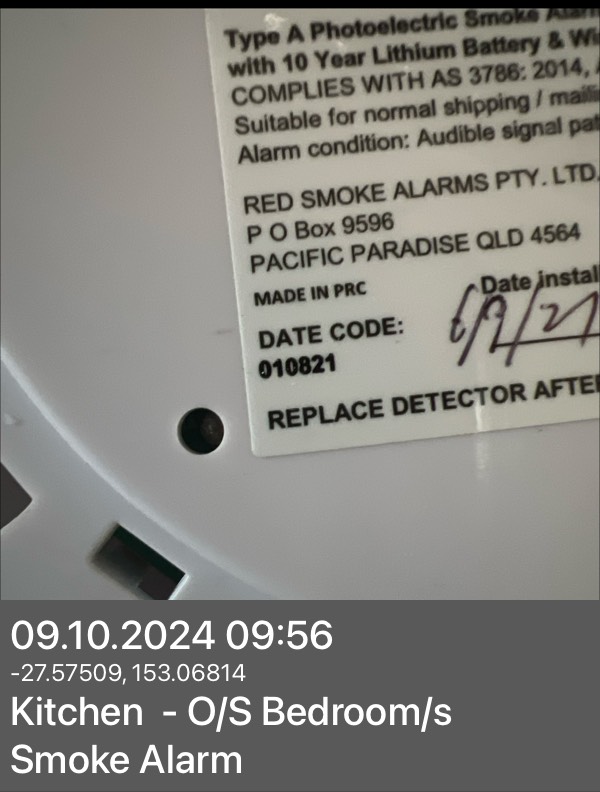 Type A Photoelectric Smoke Alarm
with 10 Year Lithium Battery & Wi
COMPLIES WITH AS 3786: 2014,
Suitable for normal shipping / maili
Alarm condition: Audible signal pat
RED SMOKE ALARMS PTY. LTD.
P O Box 9596
PACIFIC PARADISE QLD 4564
MADE IN PRC
Date install
DATE CODE:
010821
REPLACE DETECTOR AFTE
09.10.2024 09:56
-27.57509, 153.06814
Kitchen - O/S Bedroom/s
Smoke Alarm